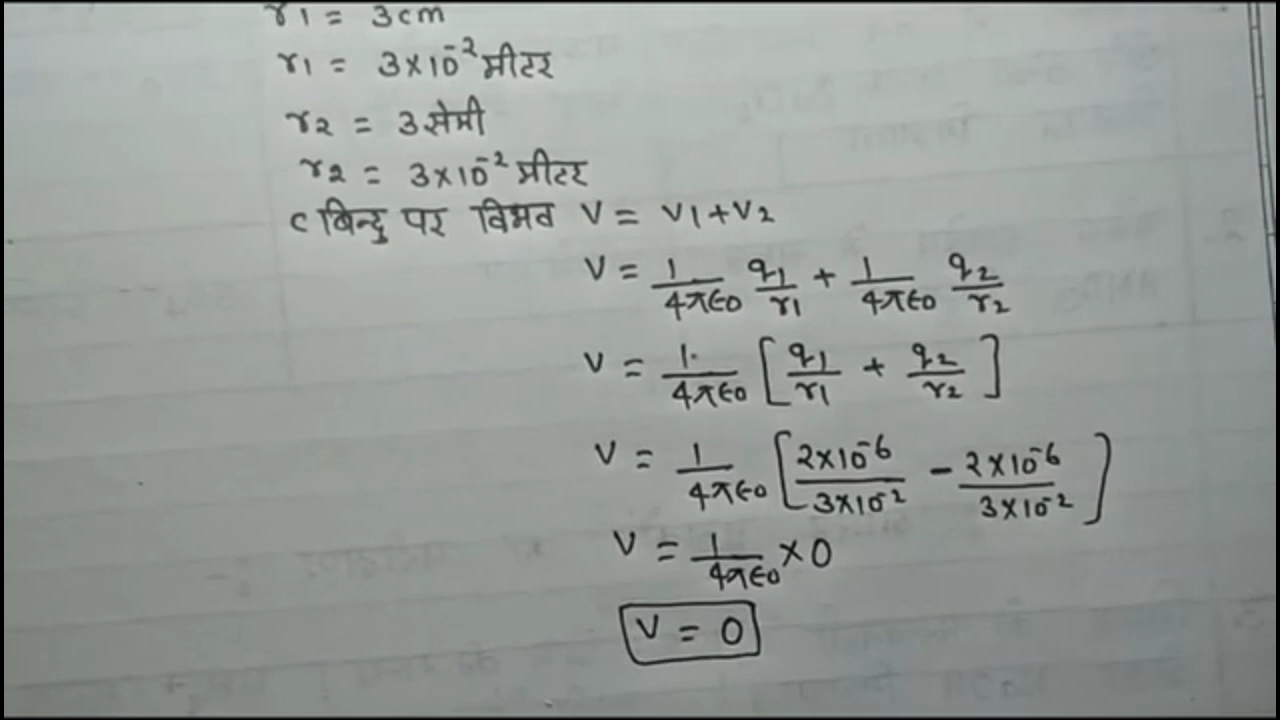 r1 = 3cm
r1 = 3×10⁻² मीटर
r2 = 3 सेमी
r2 = 3×10⁻² मीटर
C बिन्दु पर विभव V = V1 + V2
V = 1/4πϵ0 q1/r1 + 1/4πϵ0 q2/r2
V = 1/4πϵ0 [q1/r1 + q2/r2]
V = 1/4πϵ0 [2×10⁻⁶/3×10⁻² - 2×10⁻⁶/3×10⁻²]
V = 1/4πϵ0 × 0
V = 0